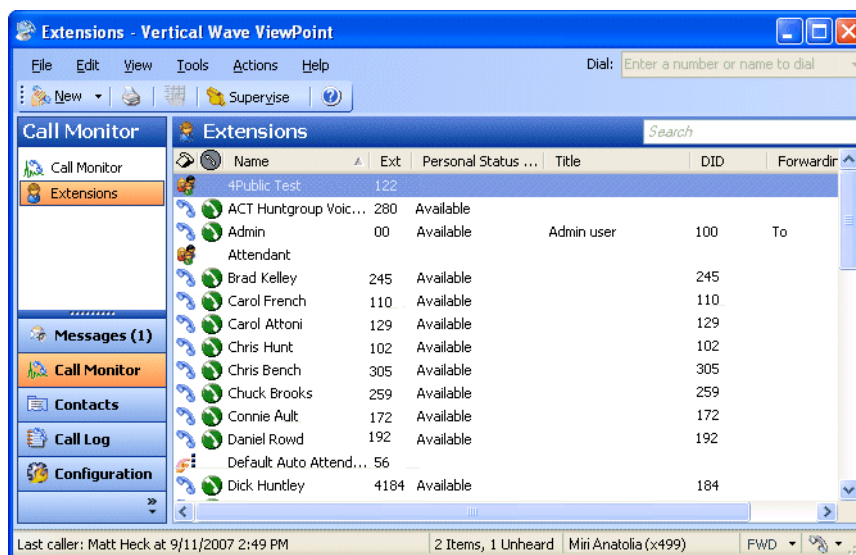 Extensions - Vertical Wave ViewPoint
File Edit View Tools Actions Help Dial: Enter a number or name to dial
New Supervise
Call Monitor
Call Monitor
Extensions
Messages (1)
Call Monitor
Contacts
Call Log
Configuration
Extensions Search
Name Ext Personal Status ... Title DID Forwardin
4Public Test 122
ACT Huntgroup Voic... 280 Available
Admin 00 Available Admin user 100 To
Attendant
Brad Kelley 245 Available 245
Carol French 110 Available 110
Carol Attoni 129 Available 129
Chris Hunt 102 Available 102
Chris Bench 305 Available 305
Chuck Brooks 259 Available 259
Connie Ault 172 Available 172
Daniel Rowd 192 Available 192
Default Auto Attend... 56
Dick Huntley 4184 Available 184
Last caller: Matt Heck at 9/11/2007 2:49 PM 2 Items, 1 Unheard Miri Anatolia (x499) FWD